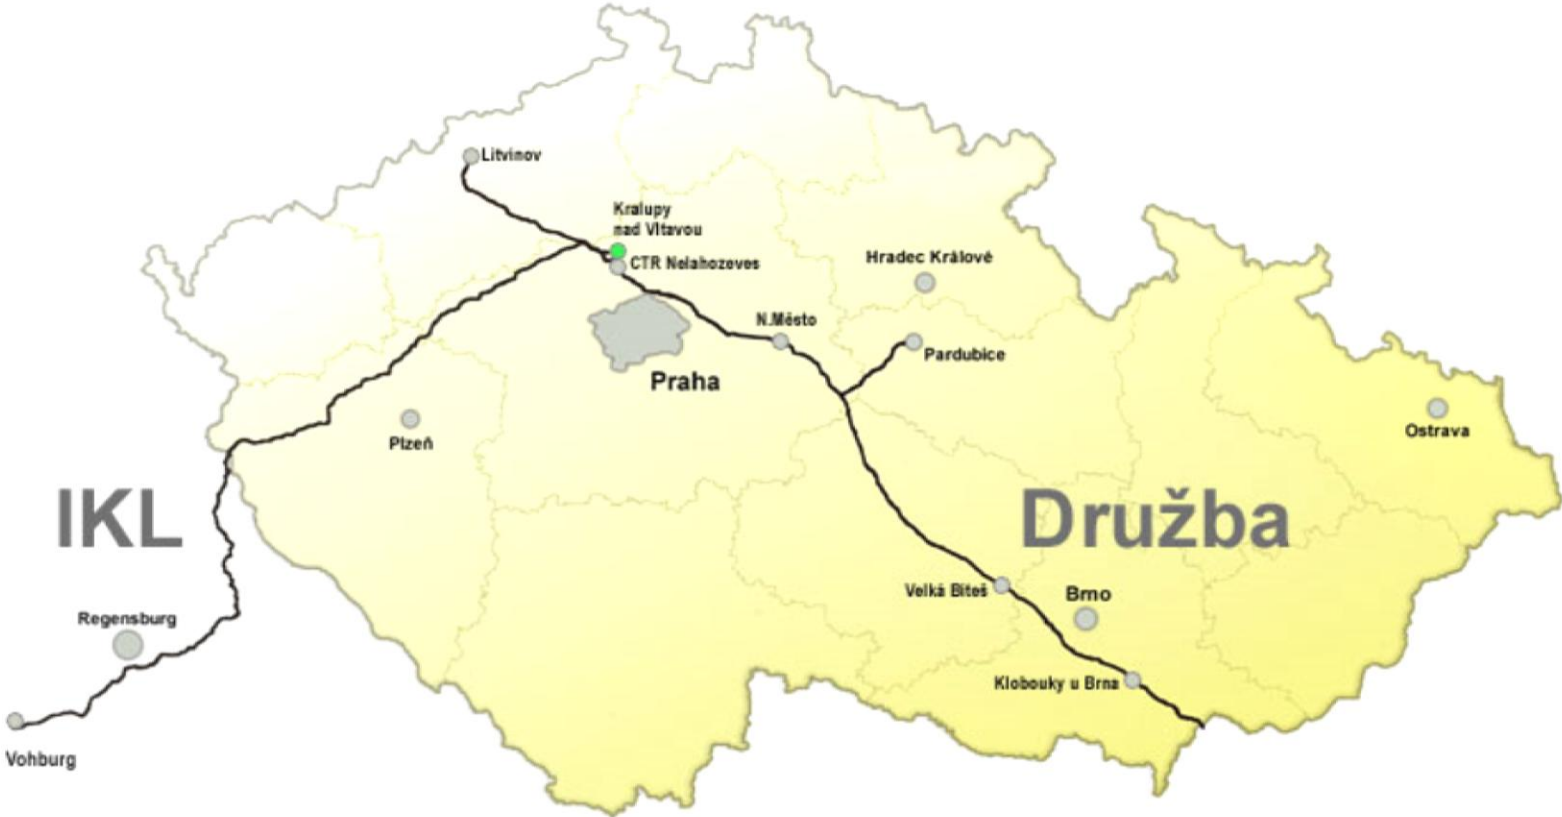 Litvinov
Kralupy
nad Vltavou
CTR Nelahozeves
Hradec Králové
N.Město
Pardubice
Praha
Plzeň
Ostrava
IKL
Družba
Velká Bíteš
Brno
Regensburg
Klobouky u Brna
Vohburg